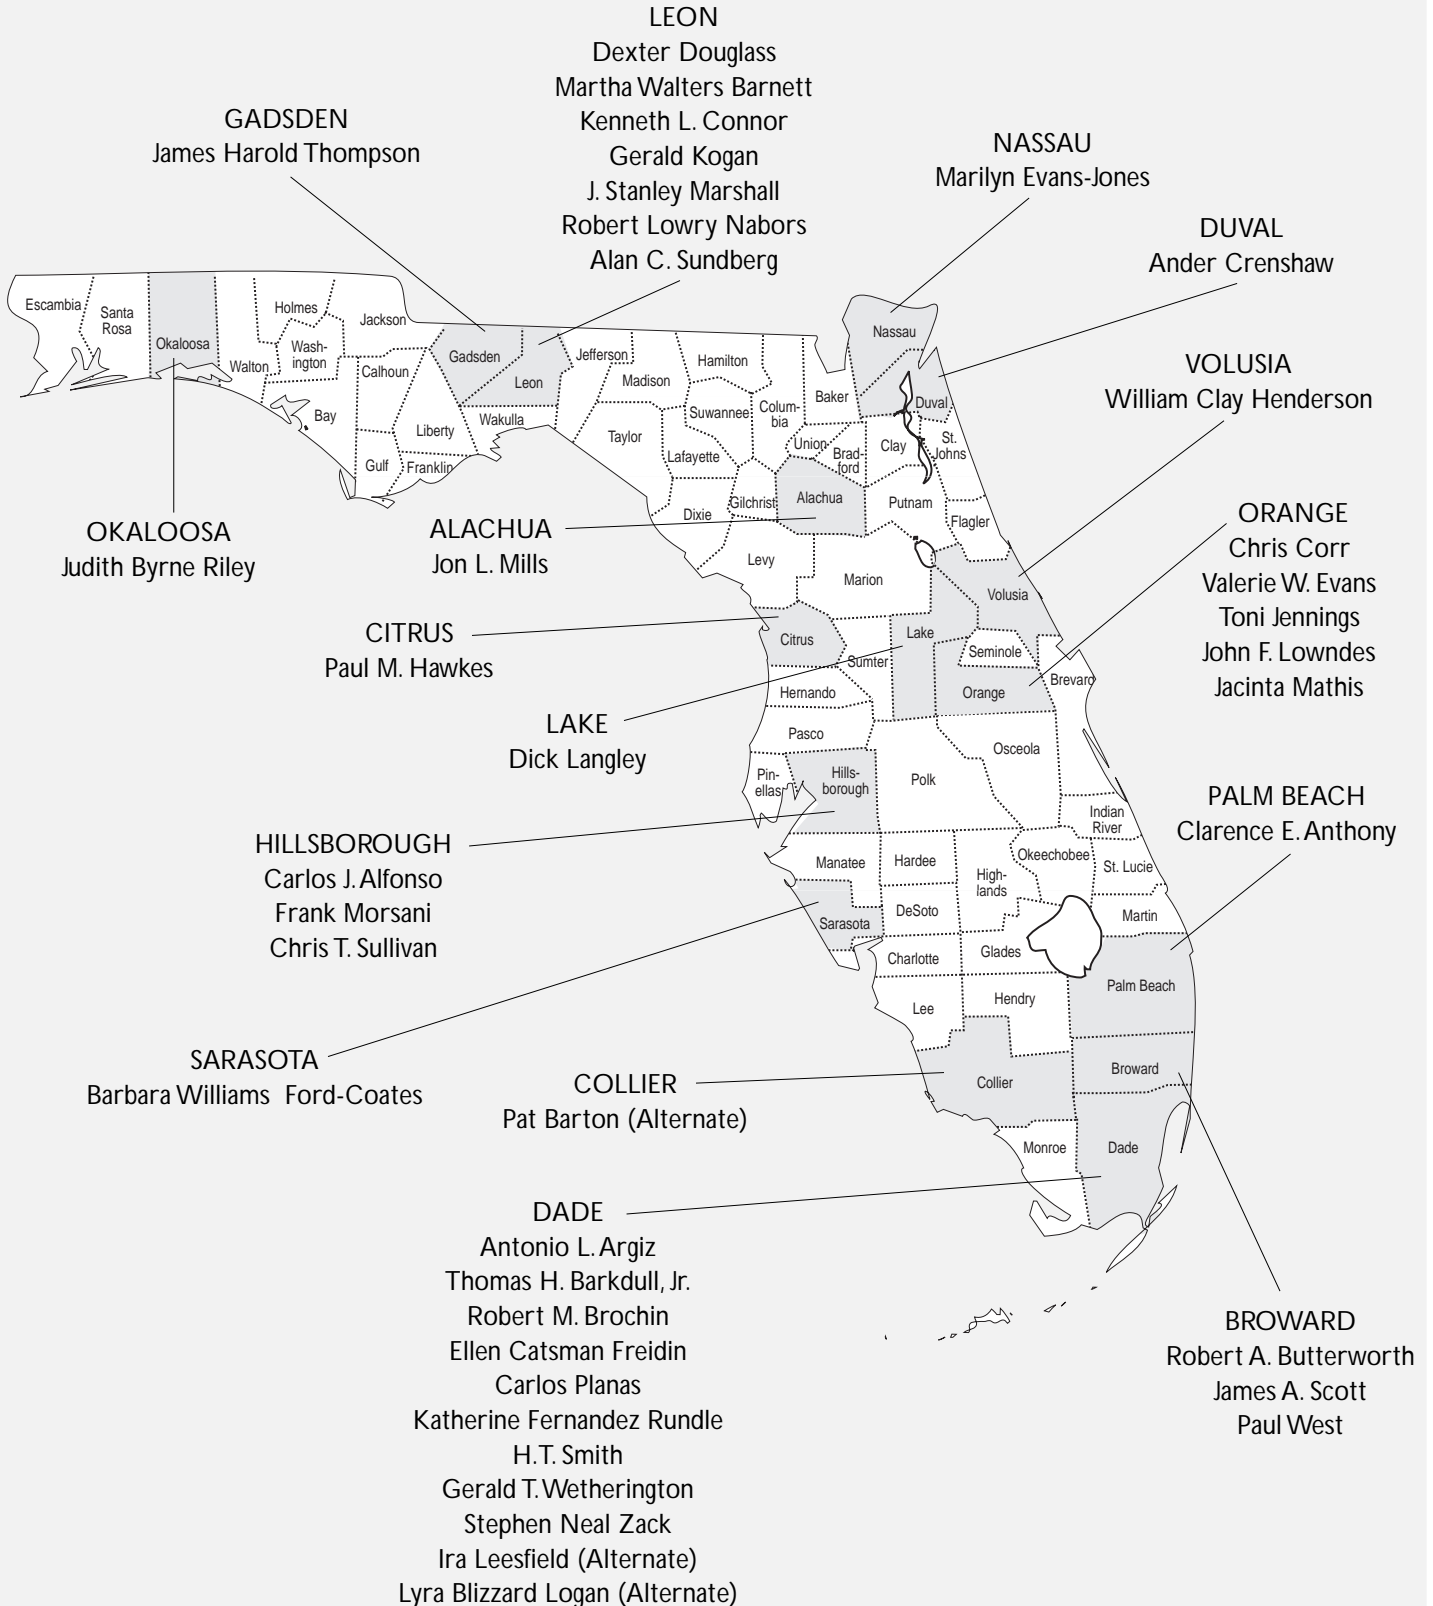 LEON
Dexter Douglass
Martha Walters Barnett
Kenneth L. Connor
Gerald Kogan
J. Stanley Marshall
Robert Lowry Nabors
Alan C. Sundberg
GADSDEN
James Harold Thompson
NASSAU
Marilyn Evans-Jones
DUVAL
Ander Crenshaw
VOLUSIA
William Clay Henderson
ORANGE
Chris Corr
Valerie W. Evans
Toni Jennings
John F. Lowndes
Jacinta Mathis
OKALOOSA
Judith Byrne Riley
ALACHUA
Jon L. Mills
CITRUS
Paul M. Hawkes
LAKE
Dick Langley
HILLSBOROUGH
Carlos J. Alfonso
Frank Morsani
Chris T. Sullivan
PALM BEACH
Clarence E. Anthony
SARASOTA
Barbara Williams Ford-Coates
COLLIER
Pat Barton (Alternate)
DADE
Antonio L. Argiz
Thomas H. Barkdull, Jr.
Robert M. Brochin
Ellen Catsman Freidin
Carlos Planas
Katherine Fernandez Rundle
H.T. Smith
Gerald T. Wetherington
Stephen Neal Zack
Ira Leesfield (Alternate)
Lyra Blizzard Logan (Alternate)
BROWARD
Robert A. Butterworth
James A. Scott
Paul West
Escambia
Santa
Rosa
Okaloosa
Walton
Holmes
Wash-
ington
Jackson
Bay
Calhoun
Gulf
Liberty
Franklin
Gadsden
Leon
Wakulla
Jefferson
Madison
Taylor
Hamilton
Suwannee
Lafayette
Dixie
Colum-
bia
Gilchrist
Baker
Union
Brad-
ford
Alachua
Levy
Nassau
Duval
Clay
St.
Johns
Putnam
Flagler
Marion
Volusia
Citrus
Sumter
Lake
Seminole
Orange
Brevard
Hernando
Pasco
Pin-
ellas
Hills-
borough
Polk
Osceola
Indian
River
Manatee
Hardee
High-
lands
Okeechobee
St. Lucie
Sarasota
DeSoto
Martin
Charlotte
Glades
Lee
Hendry
Palm Beach
Collier
Broward
Monroe
Dade